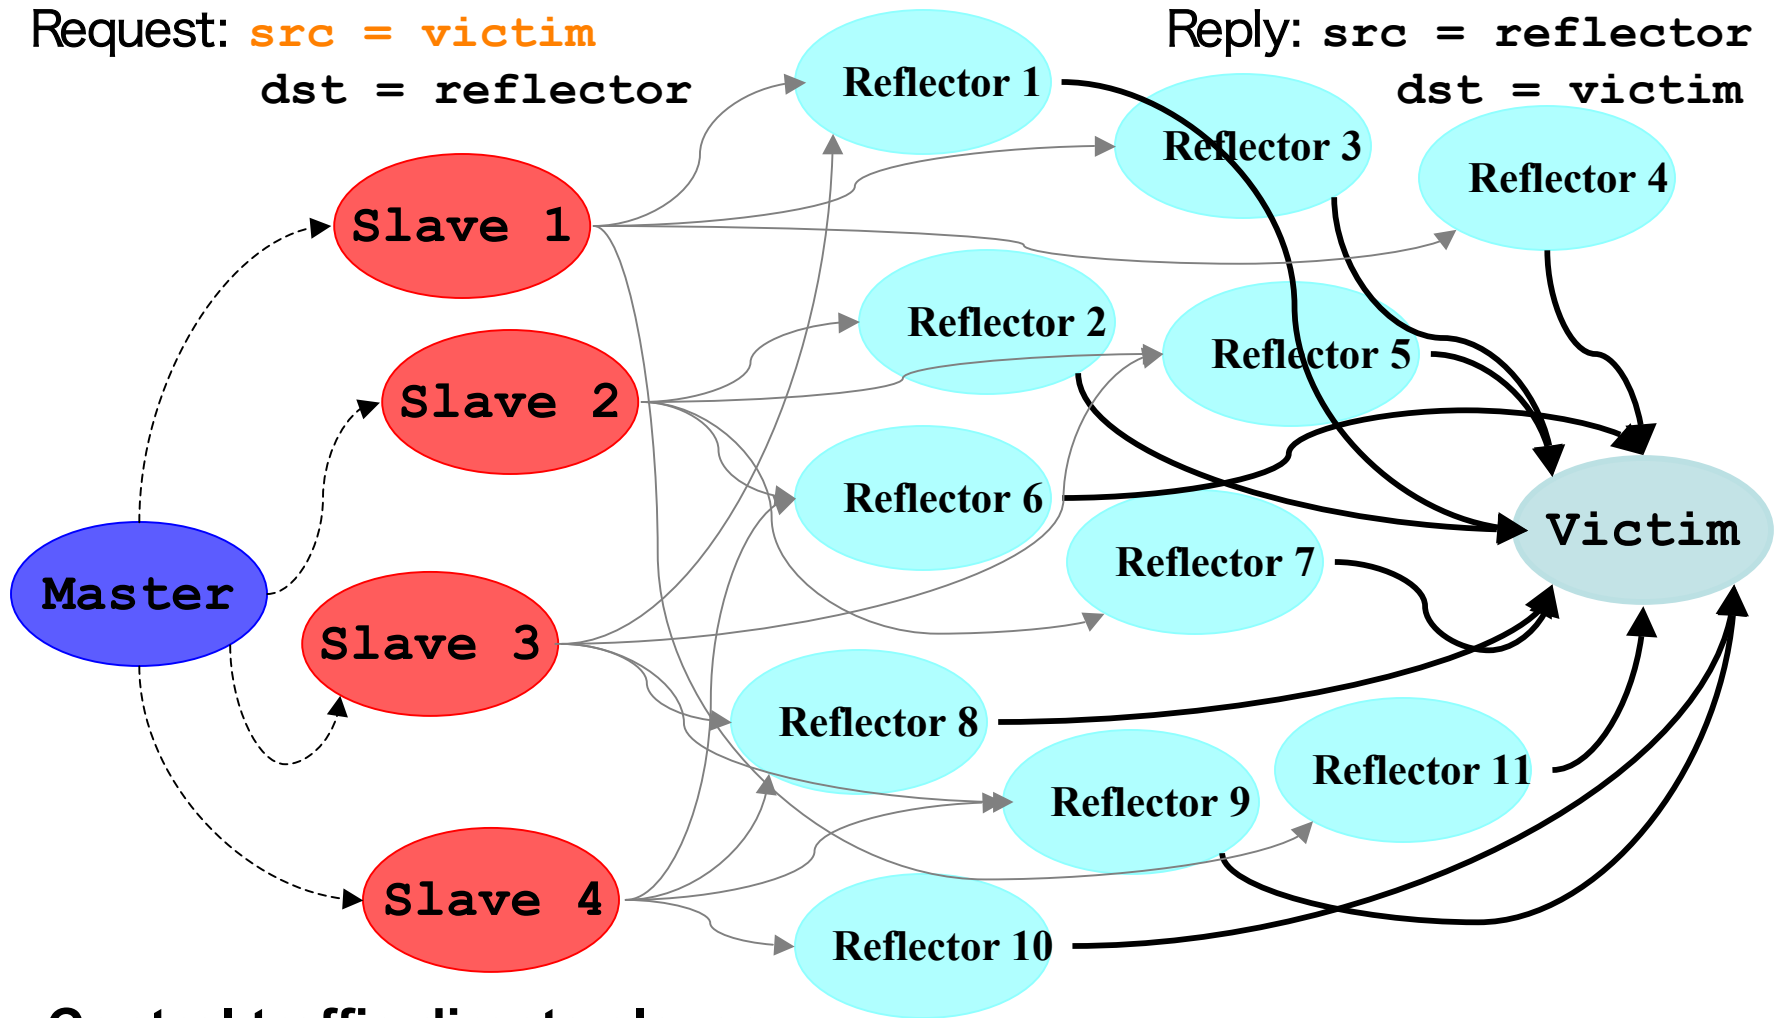 Request: src = victim
dst = reflector
Reply: src = reflector
dst = victim
Reflector 1
Reflector 3
Reflector 4
Slave 1
Reflector 2
Reflector 5
Slave 2
Reflector 6
Victim
Reflector 7
Master
Slave 3
Reflector 8
Reflector 11
Reflector 9
Slave 4
Reflector 10